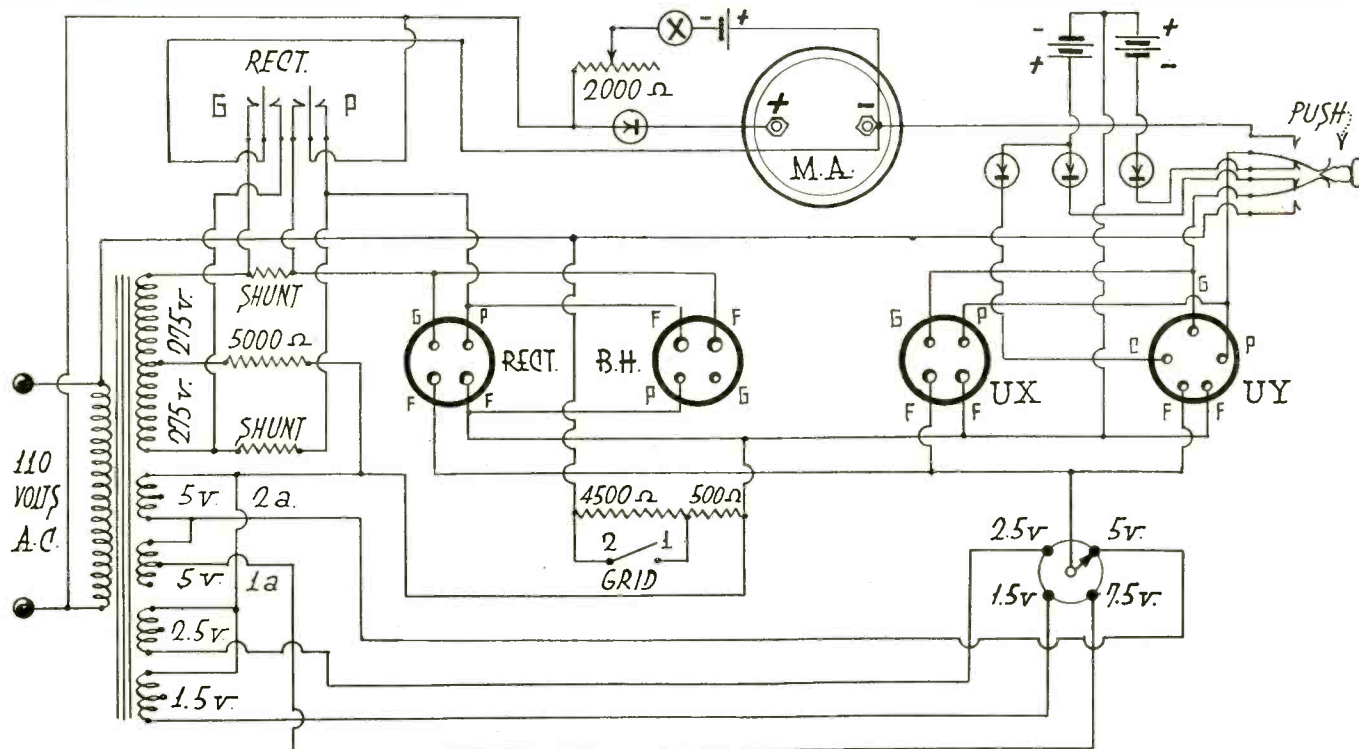 RECT.
G P
2000 Ω
- +
+ -
M.A.
-
+
+
-
PUSH
SHUNT
275 v.
5000 Ω
275 v.
SHUNT
110
VOLTS
A.C.
5 v. 2 a.
5 v. 1 a
2.5 v.
1.5 v.
G P
RECT.
F F
F F
B.H.
P G
4500 Ω 500 Ω
2 1
GRID
G P
UX
F F
G
C P
UY
F F
2.5 v. 5 v.
1.5 v 7.5 v.